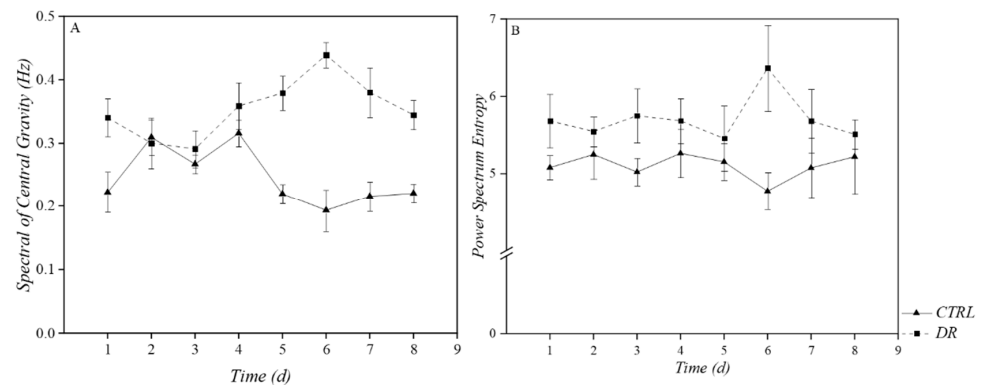 A
Spectral of Central Gravity (Hz)
0.5
0.4
0.3
0.2
0.1
0.0
1 2 3 4 5 6 7 8 9
Time (d)
B
Power Spectrum Entropy
7
6
5
0
1 2 3 4 5 6 7 8 9
Time (d)
CTRL
DR